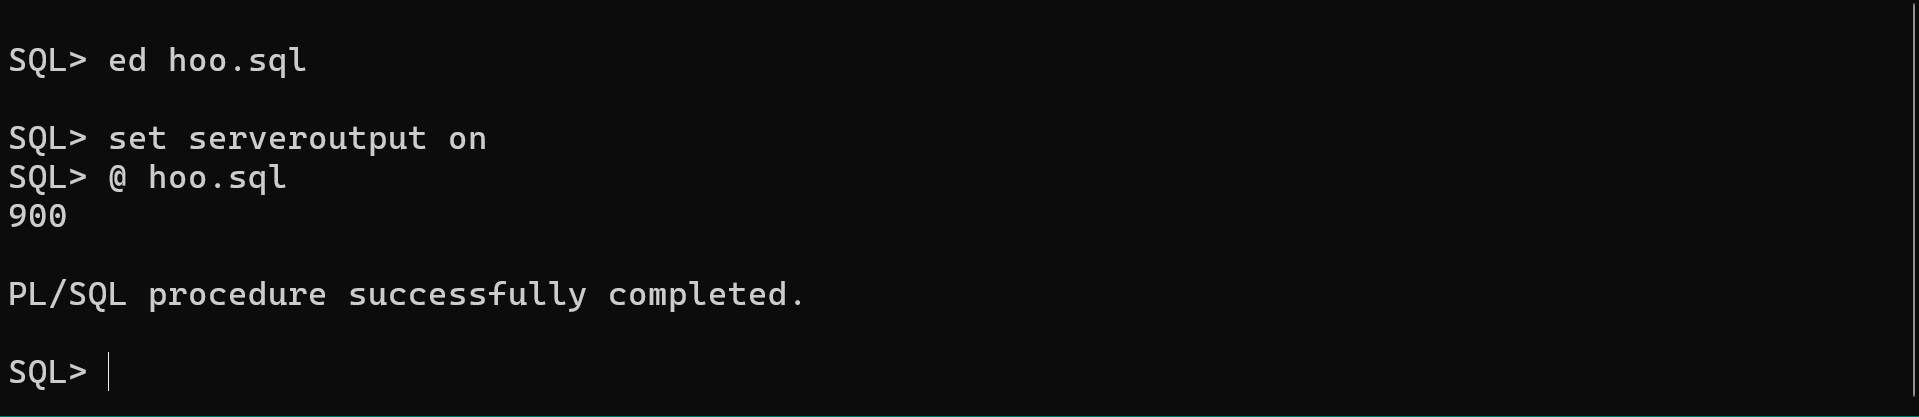 SQL> ed hoo.sql
SQL> set serveroutput on
SQL> @ hoo.sql
900
PL/SQL procedure successfully completed.
SQL>